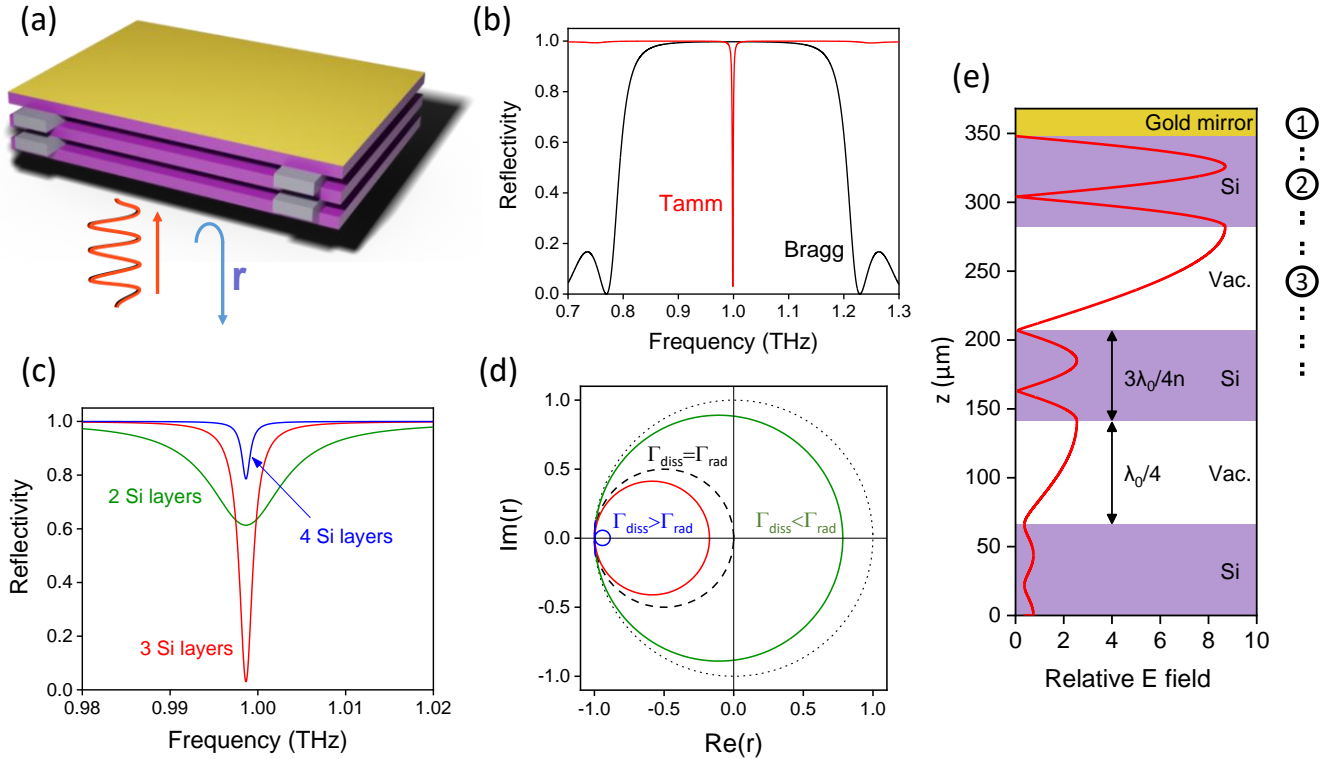 (a)
r
(b)
1.0
0.8
0.6
0.4
0.2
0.0
Reflectivity
Tamm
Bragg
0.7
0.8
0.9
1.0
1.1
1.2
1.3
Frequency (THz)
(c)
1.0
0.8
0.6
0.4
0.2
0.0
Reflectivity
2 Si layers
4 Si layers
3 Si layers
0.98
0.99
1.00
1.01
1.02
Frequency (THz)
(d)
1.0
0.5
0.0
-0.5
-1.0
Im(r)
Γdiss=Γrad
Γdiss>Γrad
Γdiss<Γrad
-1.0
-0.5
0.0
0.5
1.0
Re(r)
(e)
350
300
250
200
150
100
50
0
z (µm)
Gold mirror
Si
Vac.
Si
3λ0/4n
Vac.
λ0/4
Si
0
2
4
6
8
10
Relative E field
1
2
3